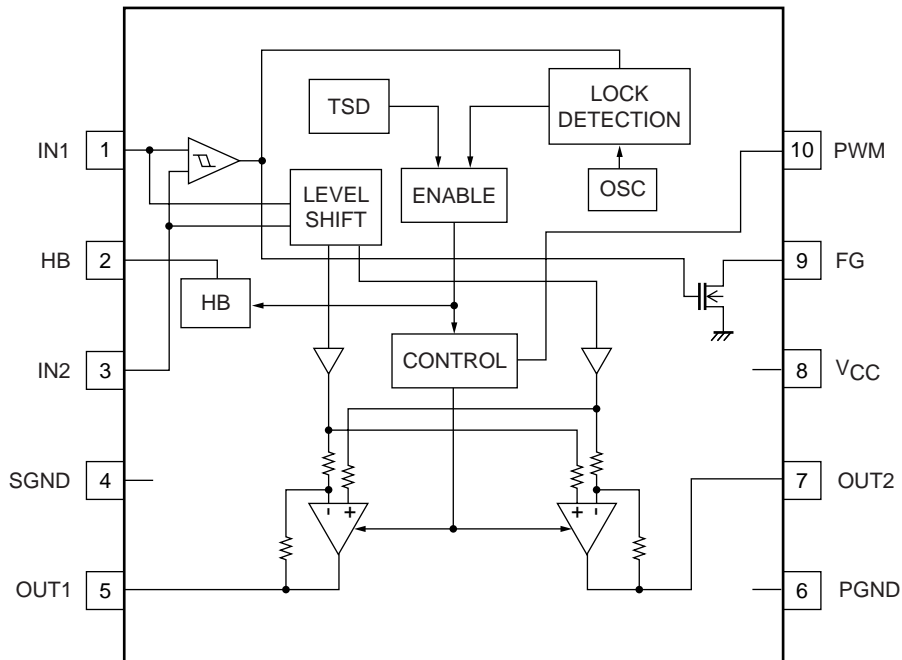 TSD
LOCK
DETECTION
IN1
1
10
PWM
LEVEL
SHIFT
ENABLE
OSC
HB
2
9
FG
HB
IN2
3
CONTROL
8
VCC
SGND
4
7
OUT2
- +
+ -
OUT1
5
6
PGND